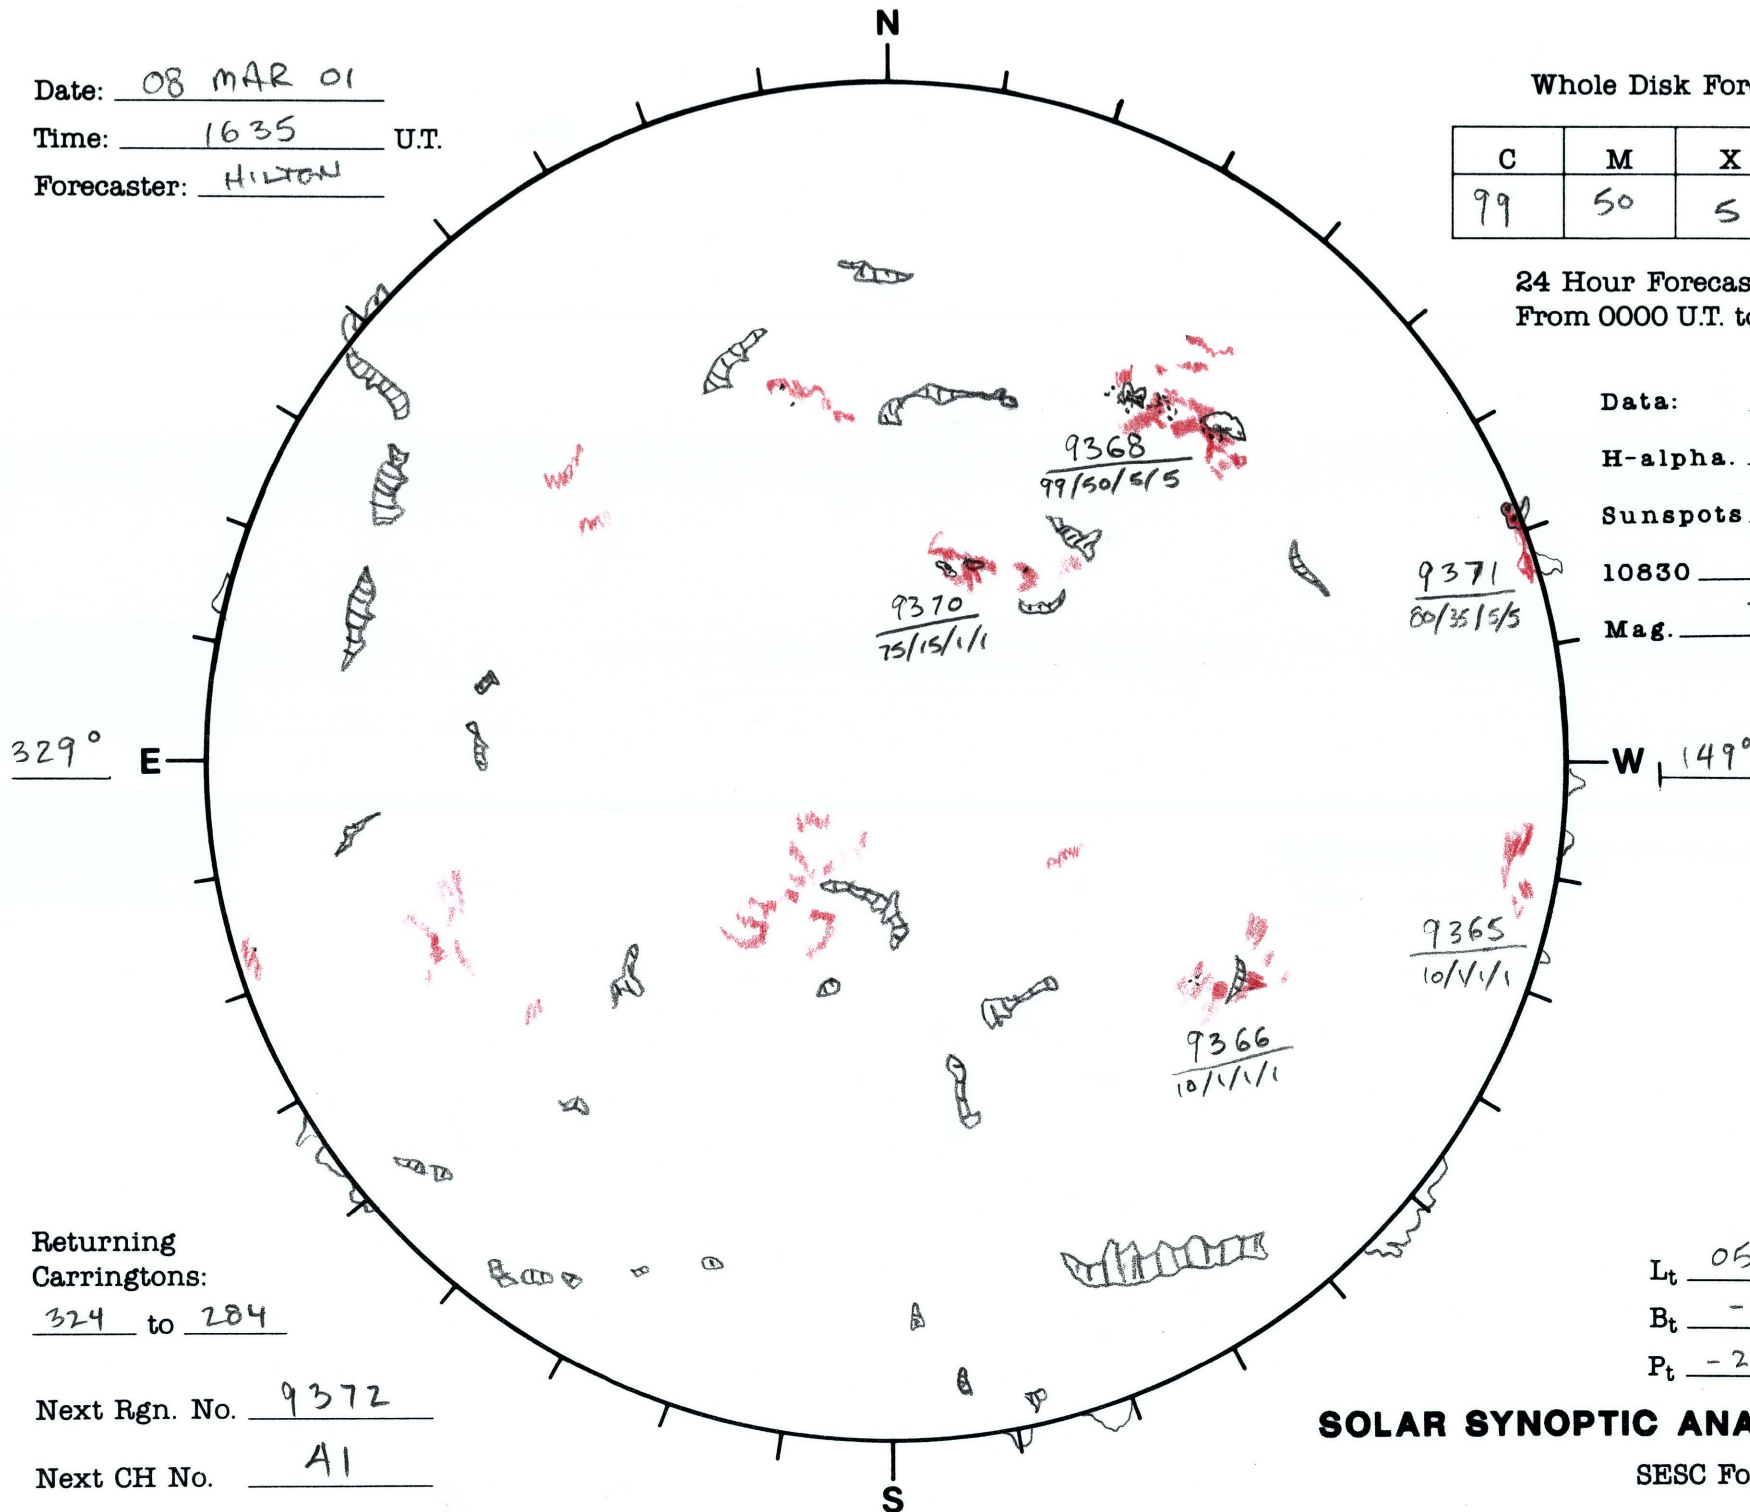 N
Date: 08 MAR 01
Time: 1635 U.T.
Forecaster: HILTON
Whole Disk For
C M X
99 50 5
24 Hour Forecas
From 0000 U.T. to
Data:
H-alpha.
Sunspots
10830
Mag.
9368
99/50/5/5
9370
75/15/1/1
9371
80/35/5/5
329° E
W 149°
9365
10/1/1/1
9366
10/1/1/1
Returning
Carringtons:
324 to 284
Next Rgn. No. 9372
Next CH No. A1
Lt 05
Bt -
Pt -2
SOLAR SYNOPTIC ANA
SESC Fo
S